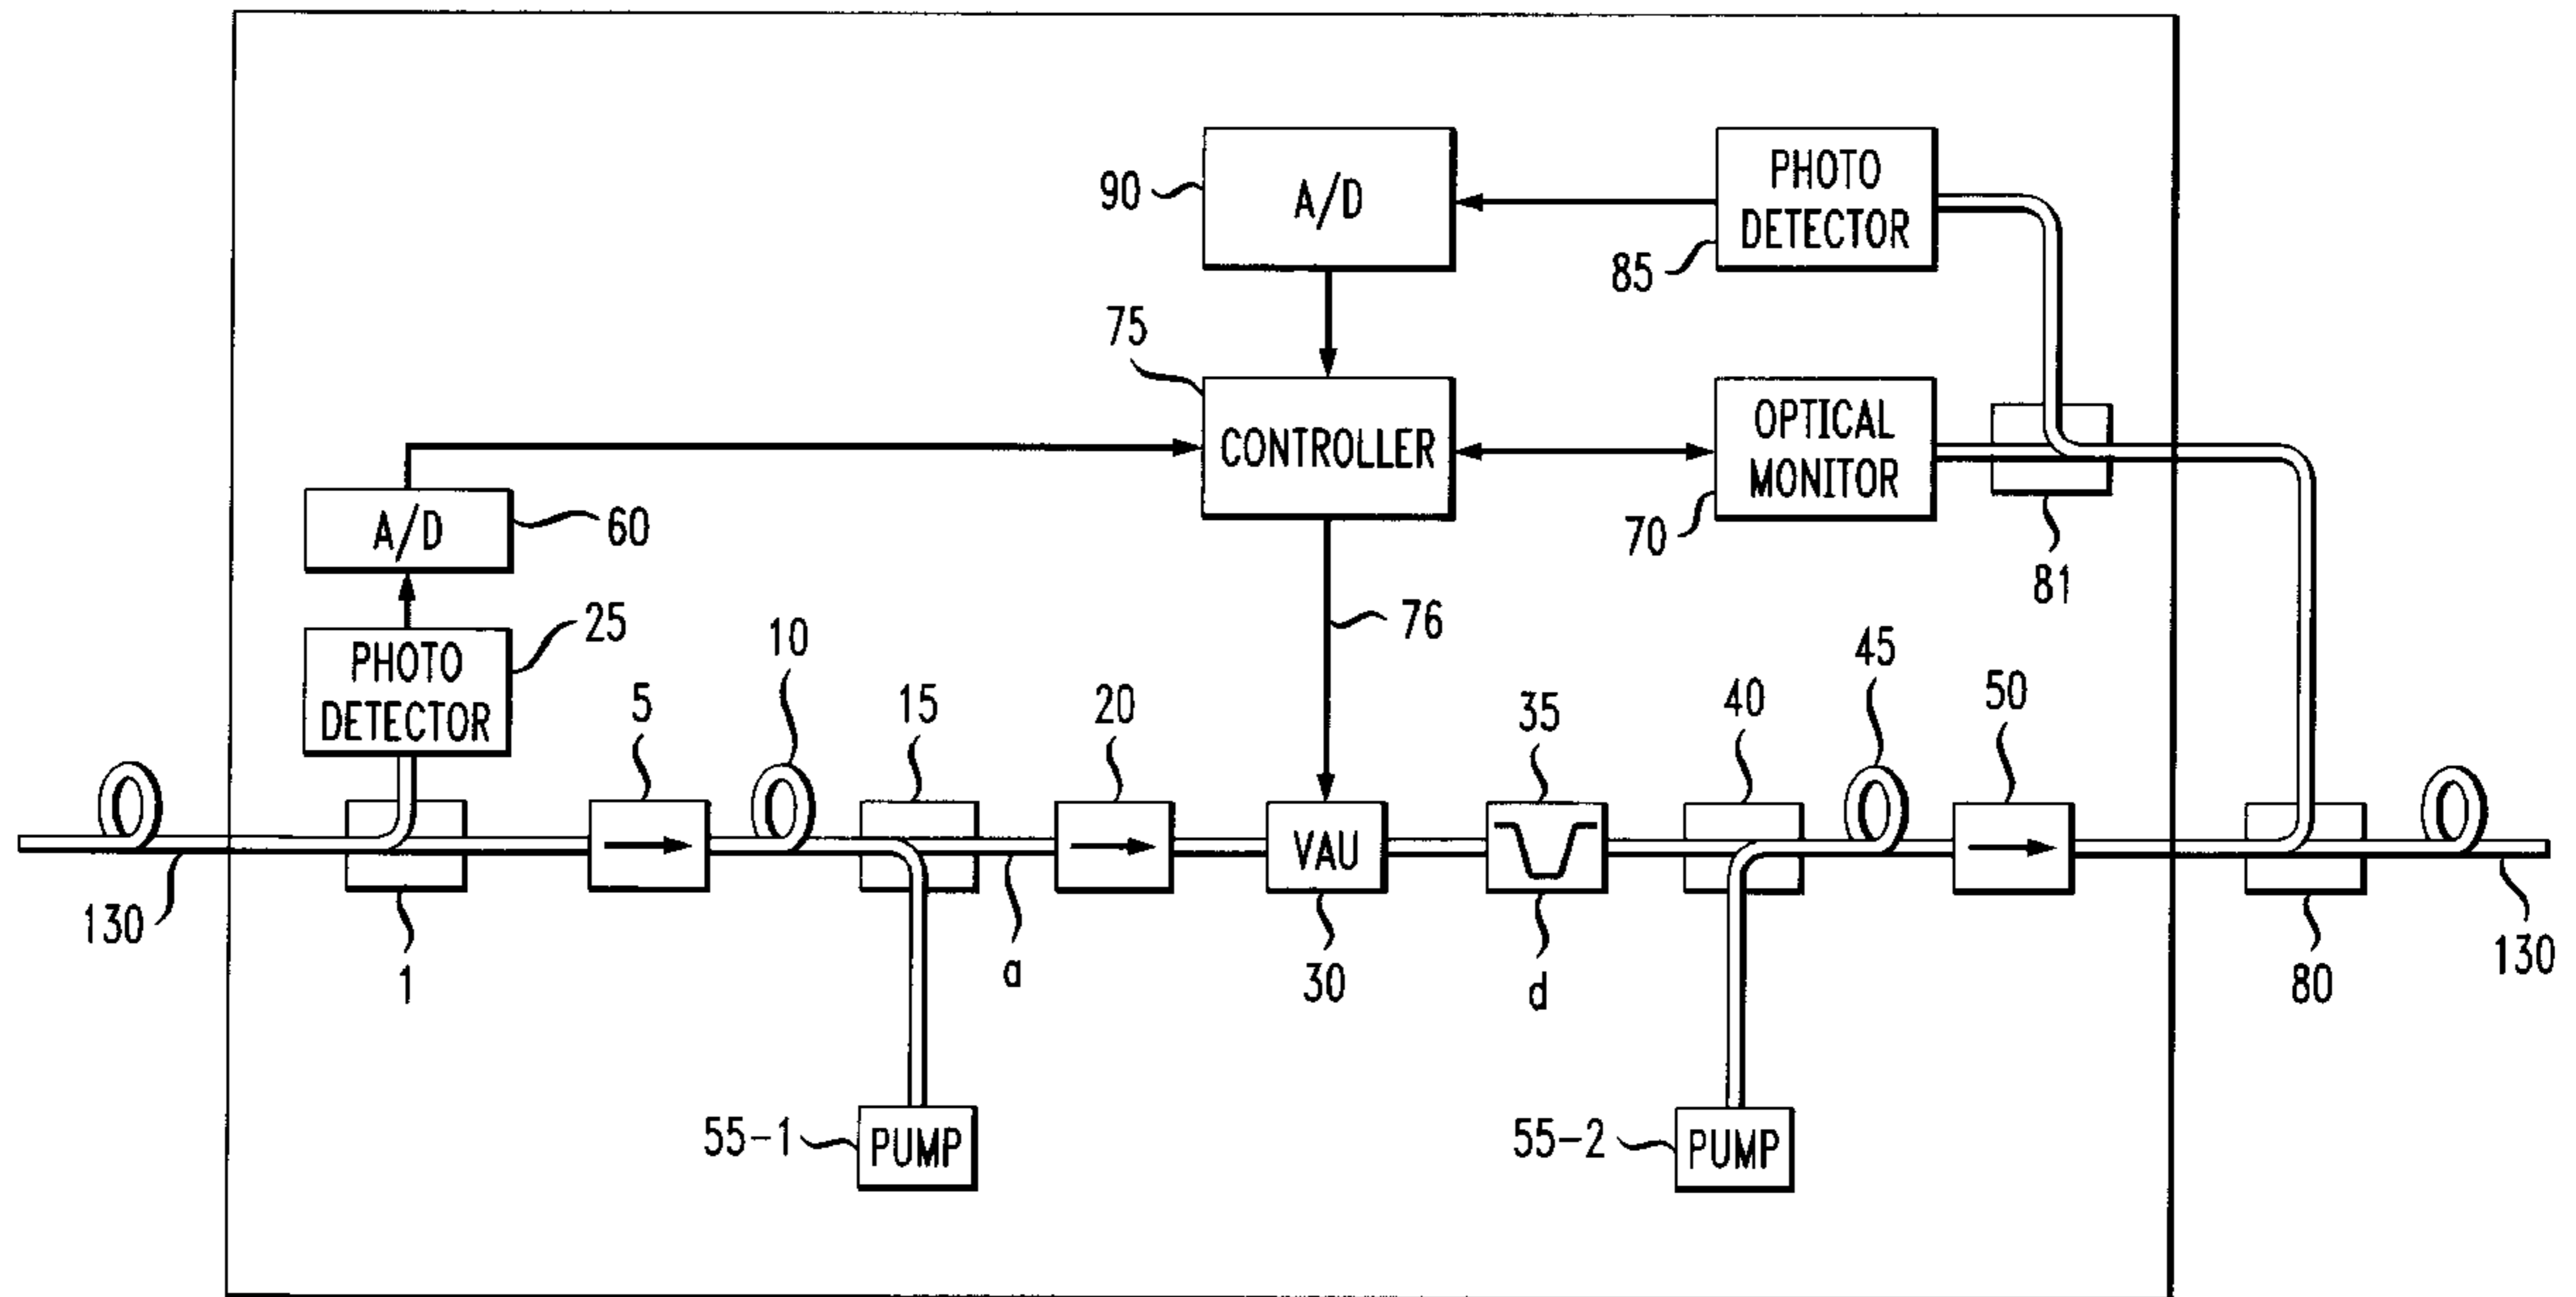 PHOTO
DETECTOR
85
A/D
90
75
CONTROLLER
OPTICAL
MONITOR
70
81
A/D
60
PHOTO
DETECTOR
25
76
5
10
15
20
35
40
45
50
VAU
130
1
a
30
d
80
130
55-1
PUMP
55-2
PUMP